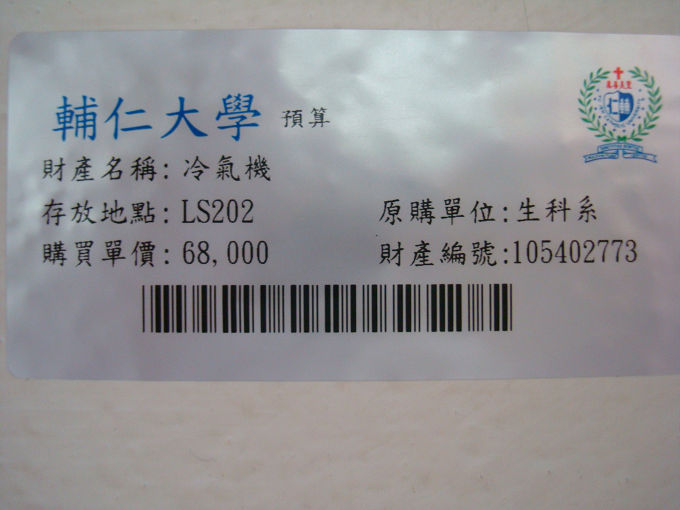 輔仁大學 預算
財產名稱: 冷氣機
存放地點: LS202 原購單位:生科系
購買單價: 68,000 財產編號:105402773